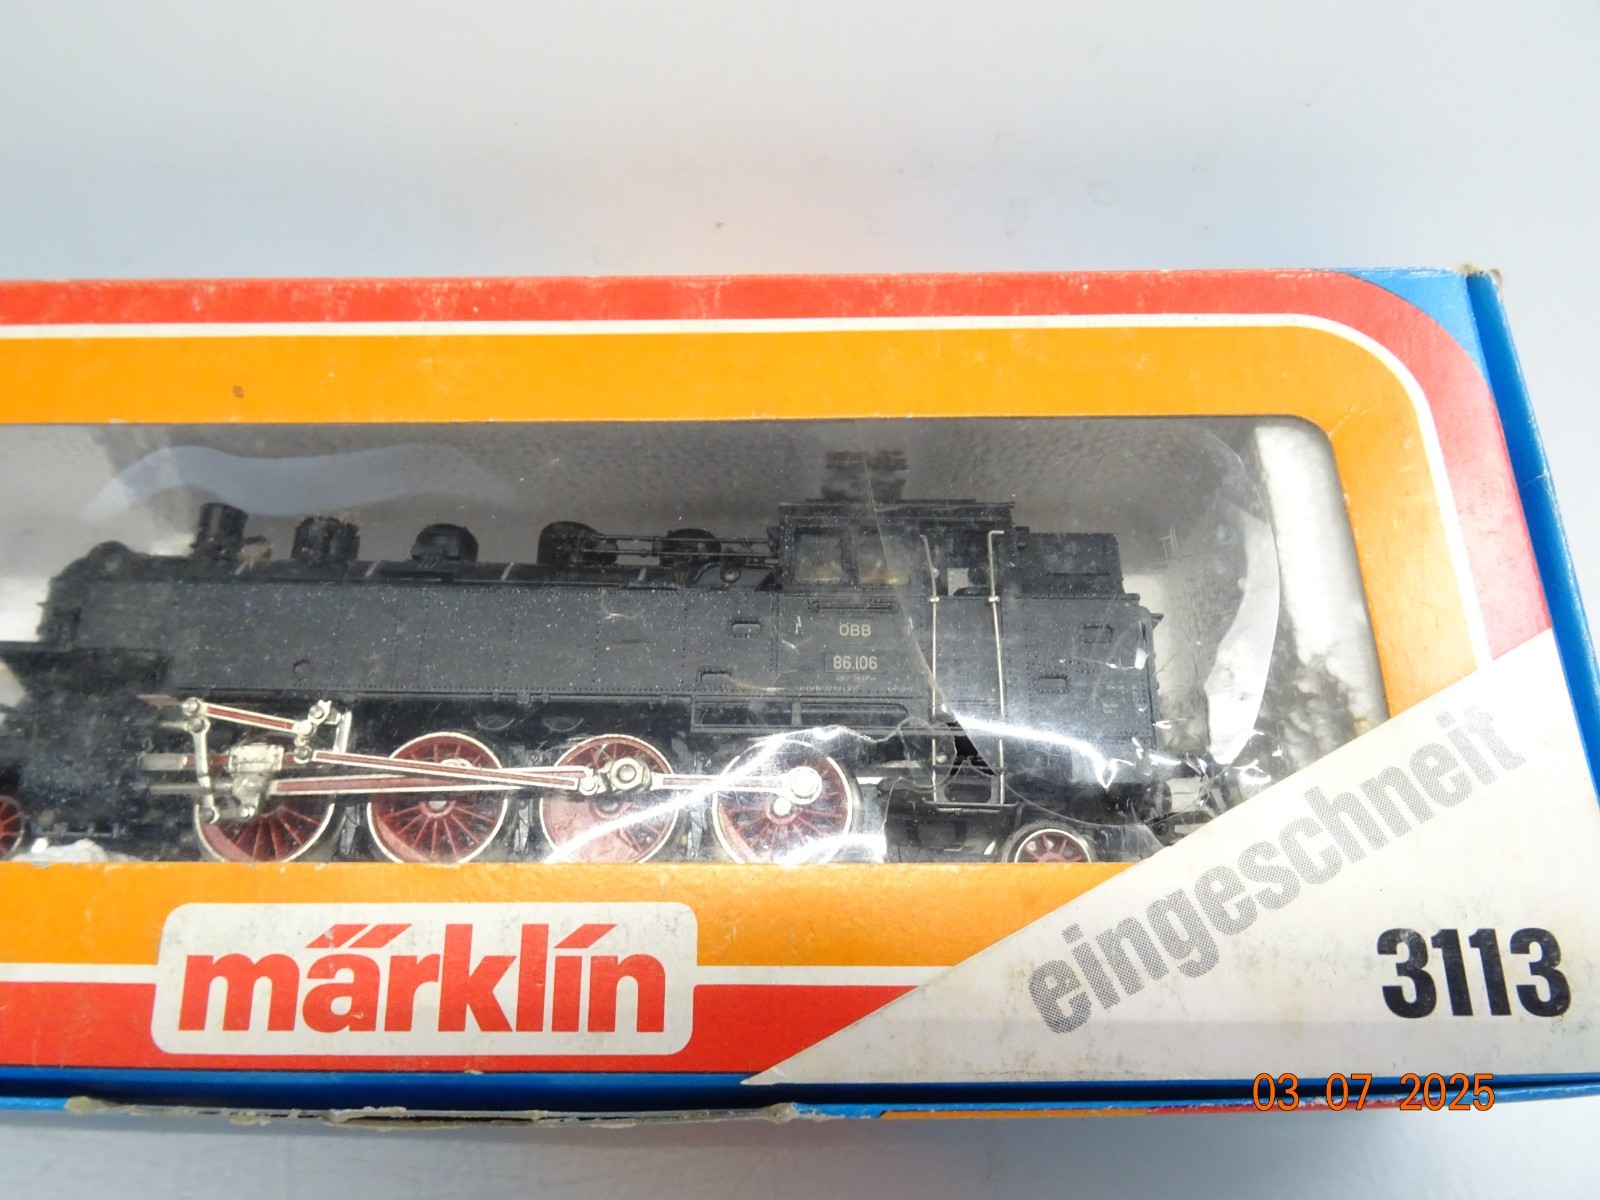 ÖBB
86.106
märklin
eingeschneit
3113
03 07 2025